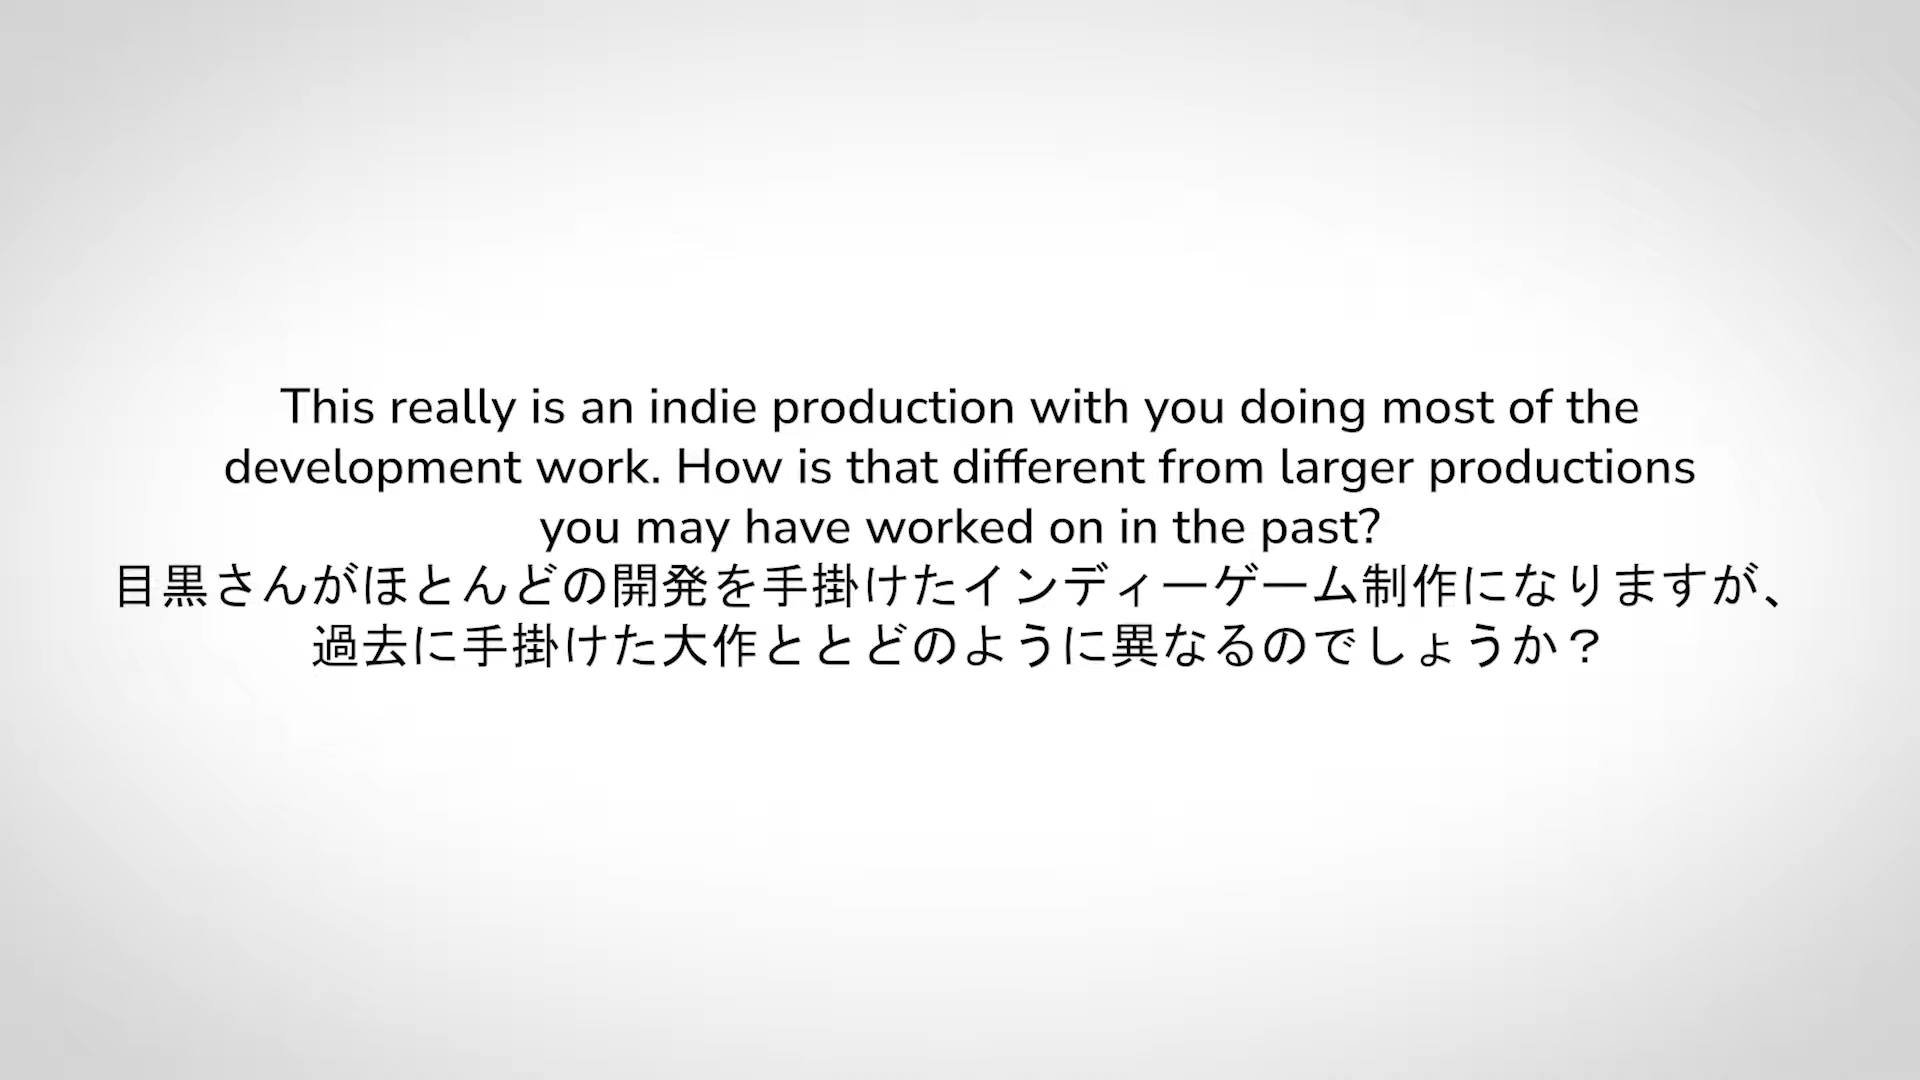 This really is an indie production with you doing most of the
development work. How is that different from larger productions
you may have worked on in the past?
目黒さんがほとんどの開発を手掛けたインディーゲーム制作になりますが、
過去に手掛けた大作ととどのように異なるのでしょうか？